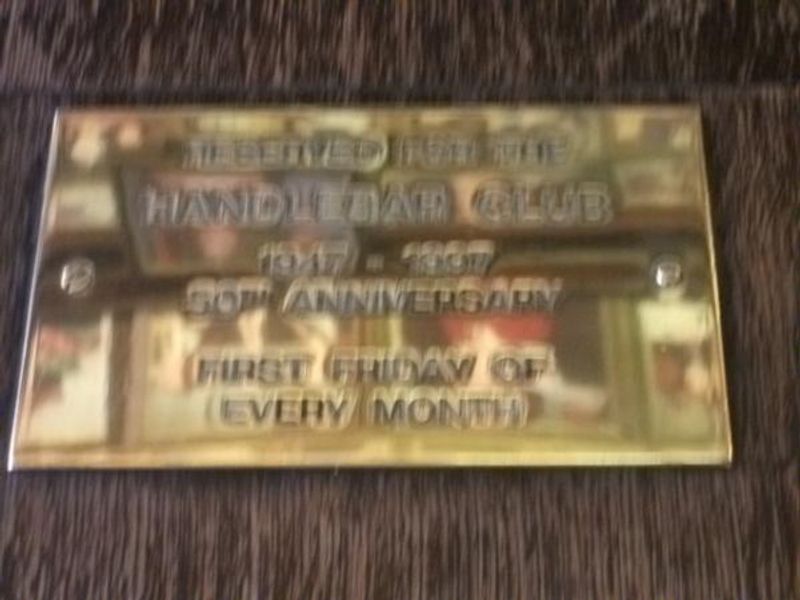 RESERVED FOR THE
HANDLEBAR CLUB
1947 - 1997
50TH ANNIVERSARY
FIRST FRIDAY OF
EVERY MONTH